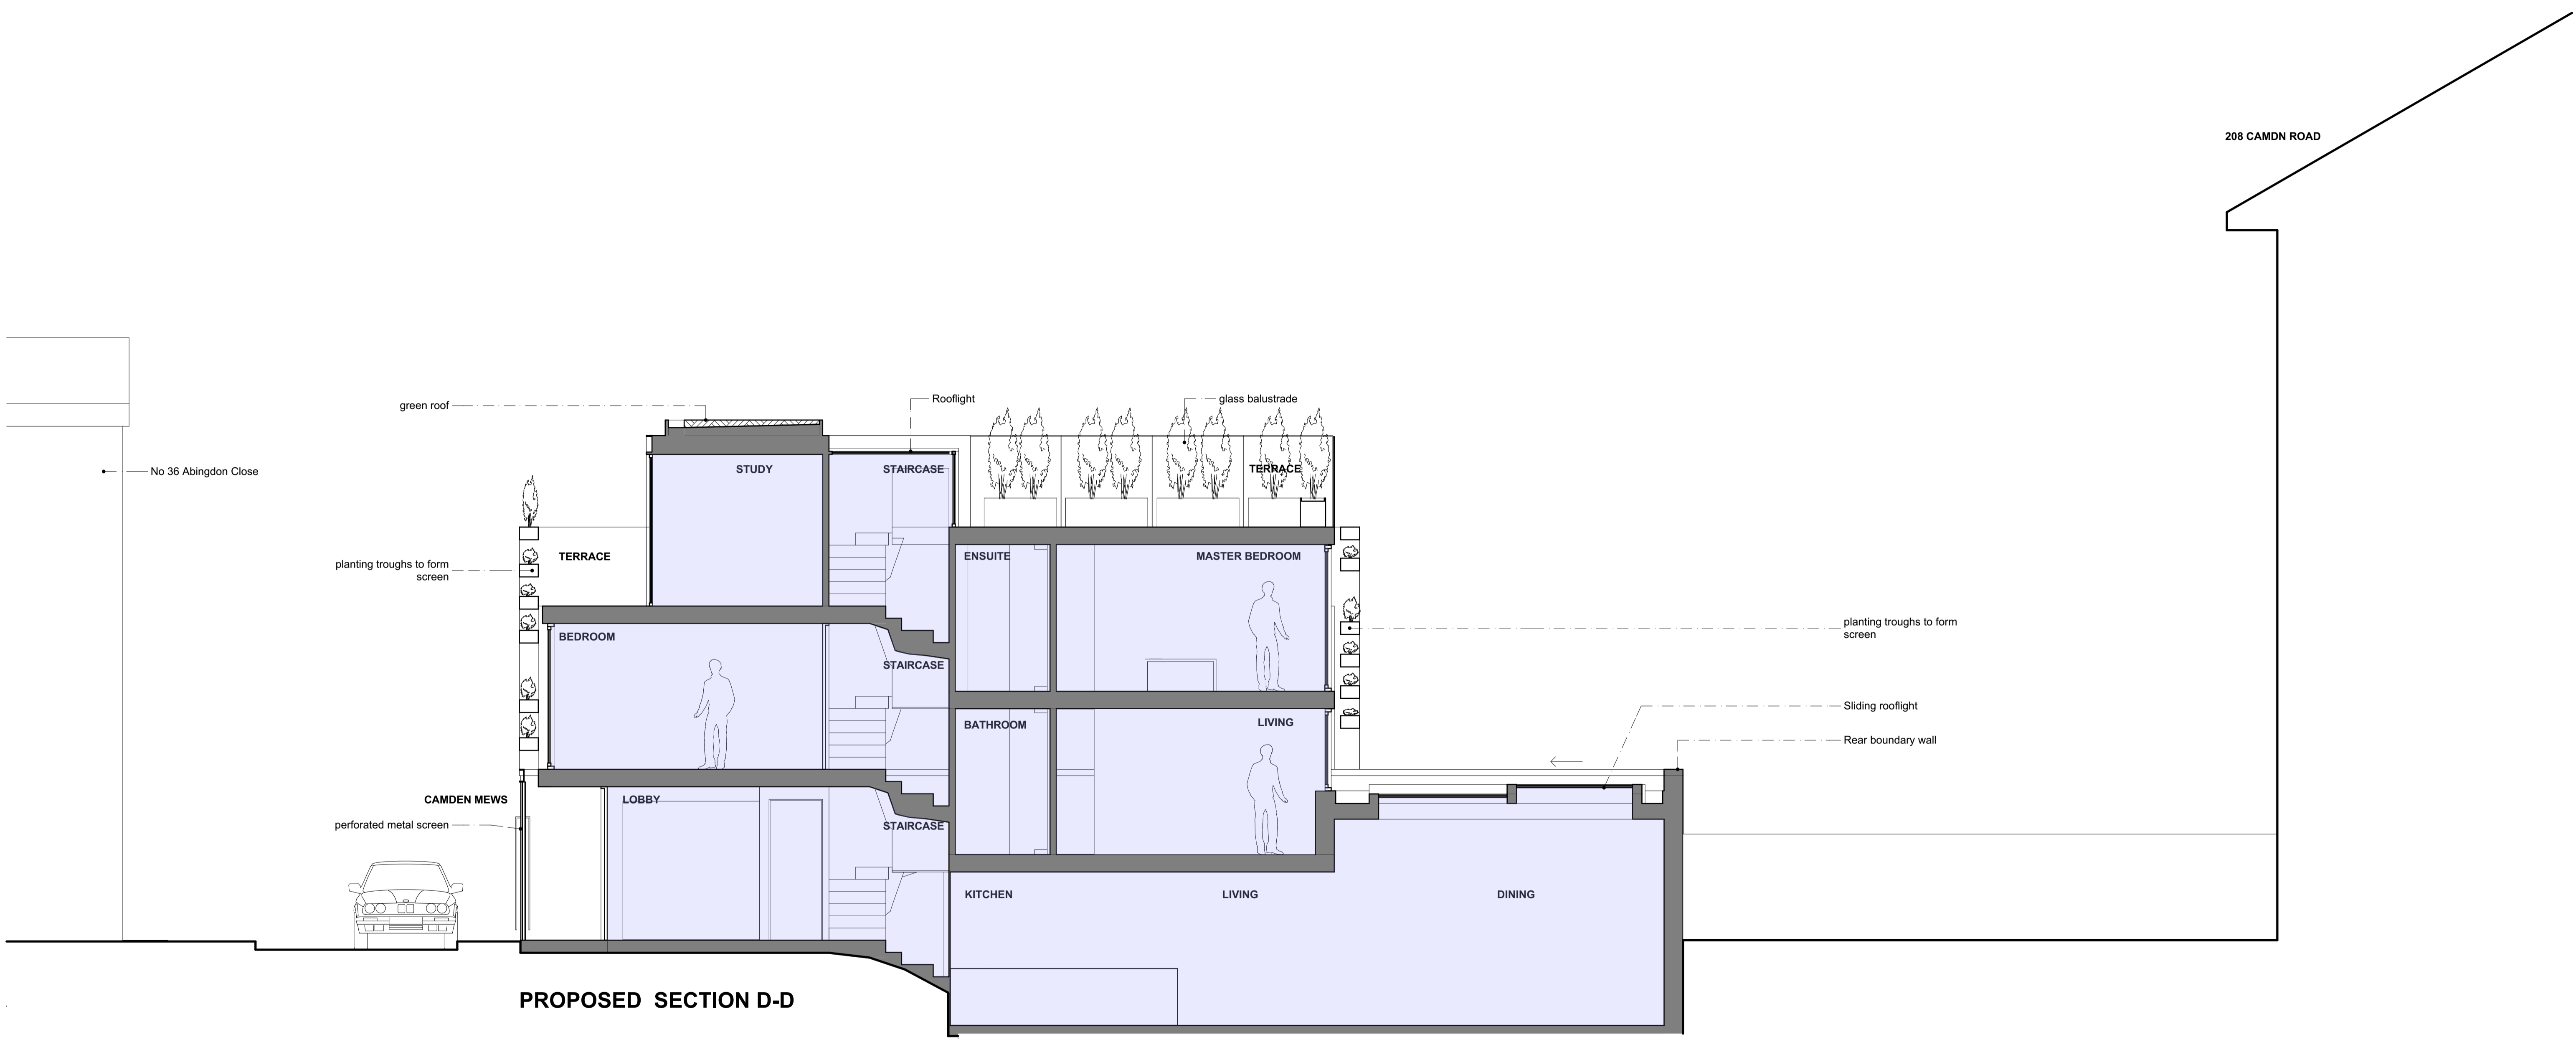 208 CAMDN ROAD
green roof
Rooflight
glass balustrade
No 36 Abingdon Close
STUDY
STAIRCASE
TERRACE
planting troughs to form
screen
TERRACE
ENSUITE
MASTER BEDROOM
planting troughs to form
screen
BEDROOM
STAIRCASE
Sliding rooflight
BATHROOM
LIVING
Rear boundary wall
CAMDEN MEWS
LOBBY
perforated metal screen
STAIRCASE
KITCHEN
LIVING
DINING
PROPOSED SECTION D-D